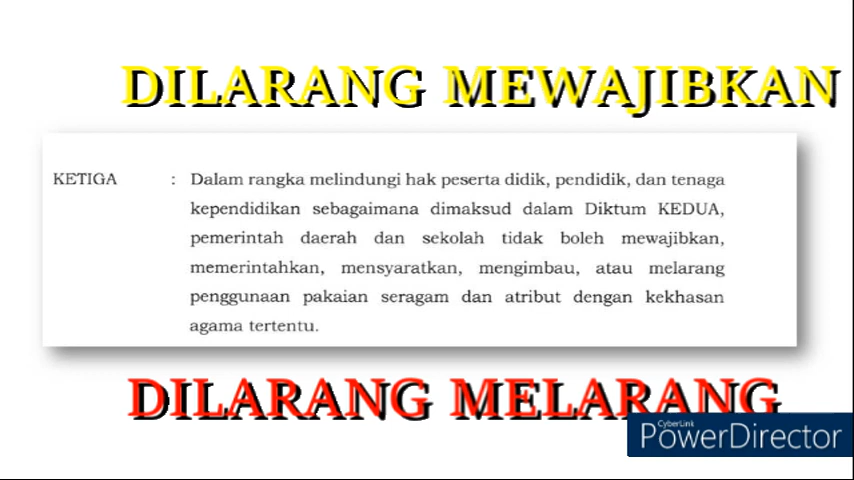 DILARANG MEWAJIBKAN
KETIGA : Dalam rangka melindungi hak peserta didik, pendidik, dan tenaga
kependidikan sebagaimana dimaksud dalam Diktum KEDUA,
pemerintah daerah dan sekolah tidak boleh mewajibkan,
memerintahkan, mensyaratkan, mengimbau, atau melarang
penggunaan pakaian seragam dan atribut dengan kekhasan
agama tertentu.
DILARANG MELARANG
CyberLink
PowerDirector